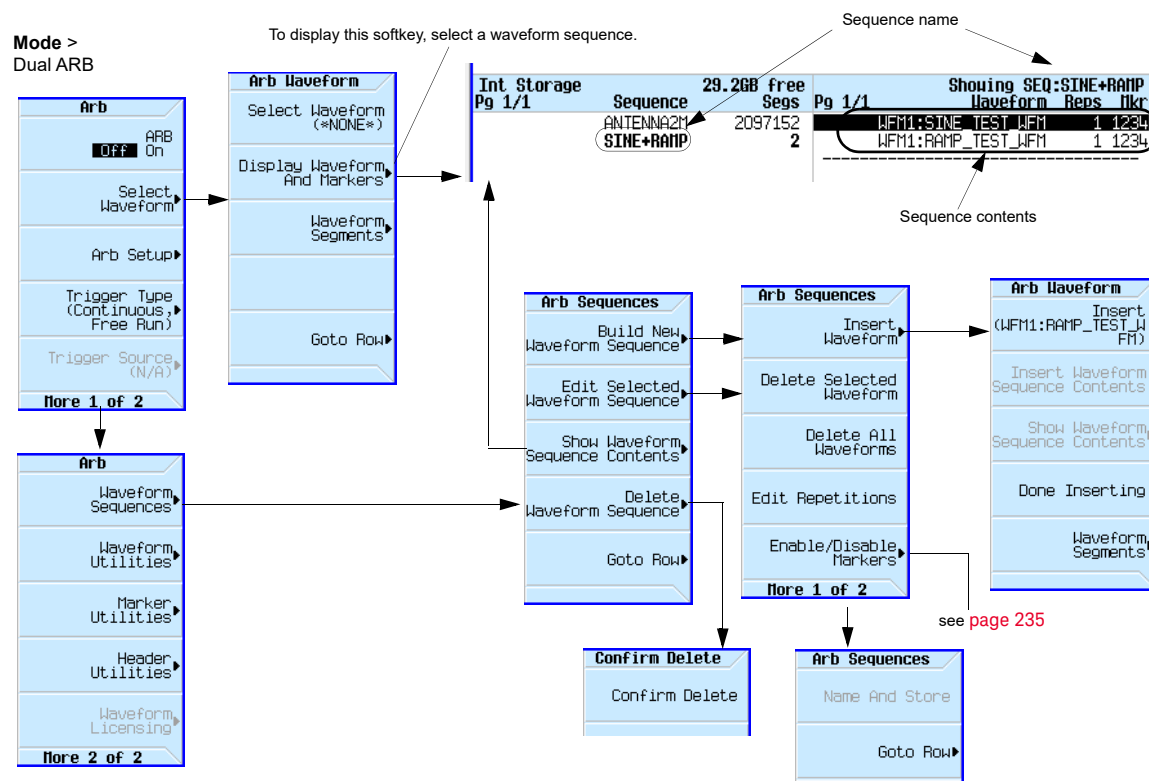 Mode >
Dual ARB
To display this softkey, select a waveform sequence.
Sequence name
Arb
ARB
Off On
Select
Waveform
Arb Setup
Trigger Type
(Continuous,
Free Run)
Trigger Source
(N/A)
More 1 of 2
Arb Waveform
Select Waveform
(*NONE*)
Display Waveform
And Markers
Waveform
Segments
Goto Row
Int Storage 29.2GB free
Pg 1/1 Sequence Segs
ANTENNA2M 2097152
SINE+RAMP 2
Showing SEQ:SINE+RAMP
Pg 1/1 Waveform Reps Mkr
WFM1:SINE_TEST_WFM 1 1234
WFM1:RAMP_TEST_WFM 1 1234
--------------------------------
Sequence contents
Arb
Waveform
Sequences
Waveform
Utilities
Marker
Utilities
Header
Utilities
Waveform
Licensing
More 2 of 2
Arb Sequences
Build New
Waveform Sequence
Edit Selected
Waveform Sequence
Show Waveform
Sequence Contents
Delete
Waveform Sequence
Goto Row
Arb Sequences
Insert
Waveform
Delete Selected
Waveform
Delete All
Waveforms
Edit Repetitions
Enable/Disable
Markers
More 1 of 2
Arb Waveform
Insert
(WFM1:RAMP_TEST_W
FM)
Insert Waveform
Sequence Contents
Show Waveform
Sequence Contents
Done Inserting
Waveform
Segments
see page 235
Confirm Delete
Confirm Delete
Arb Sequences
Name And Store
Goto Row